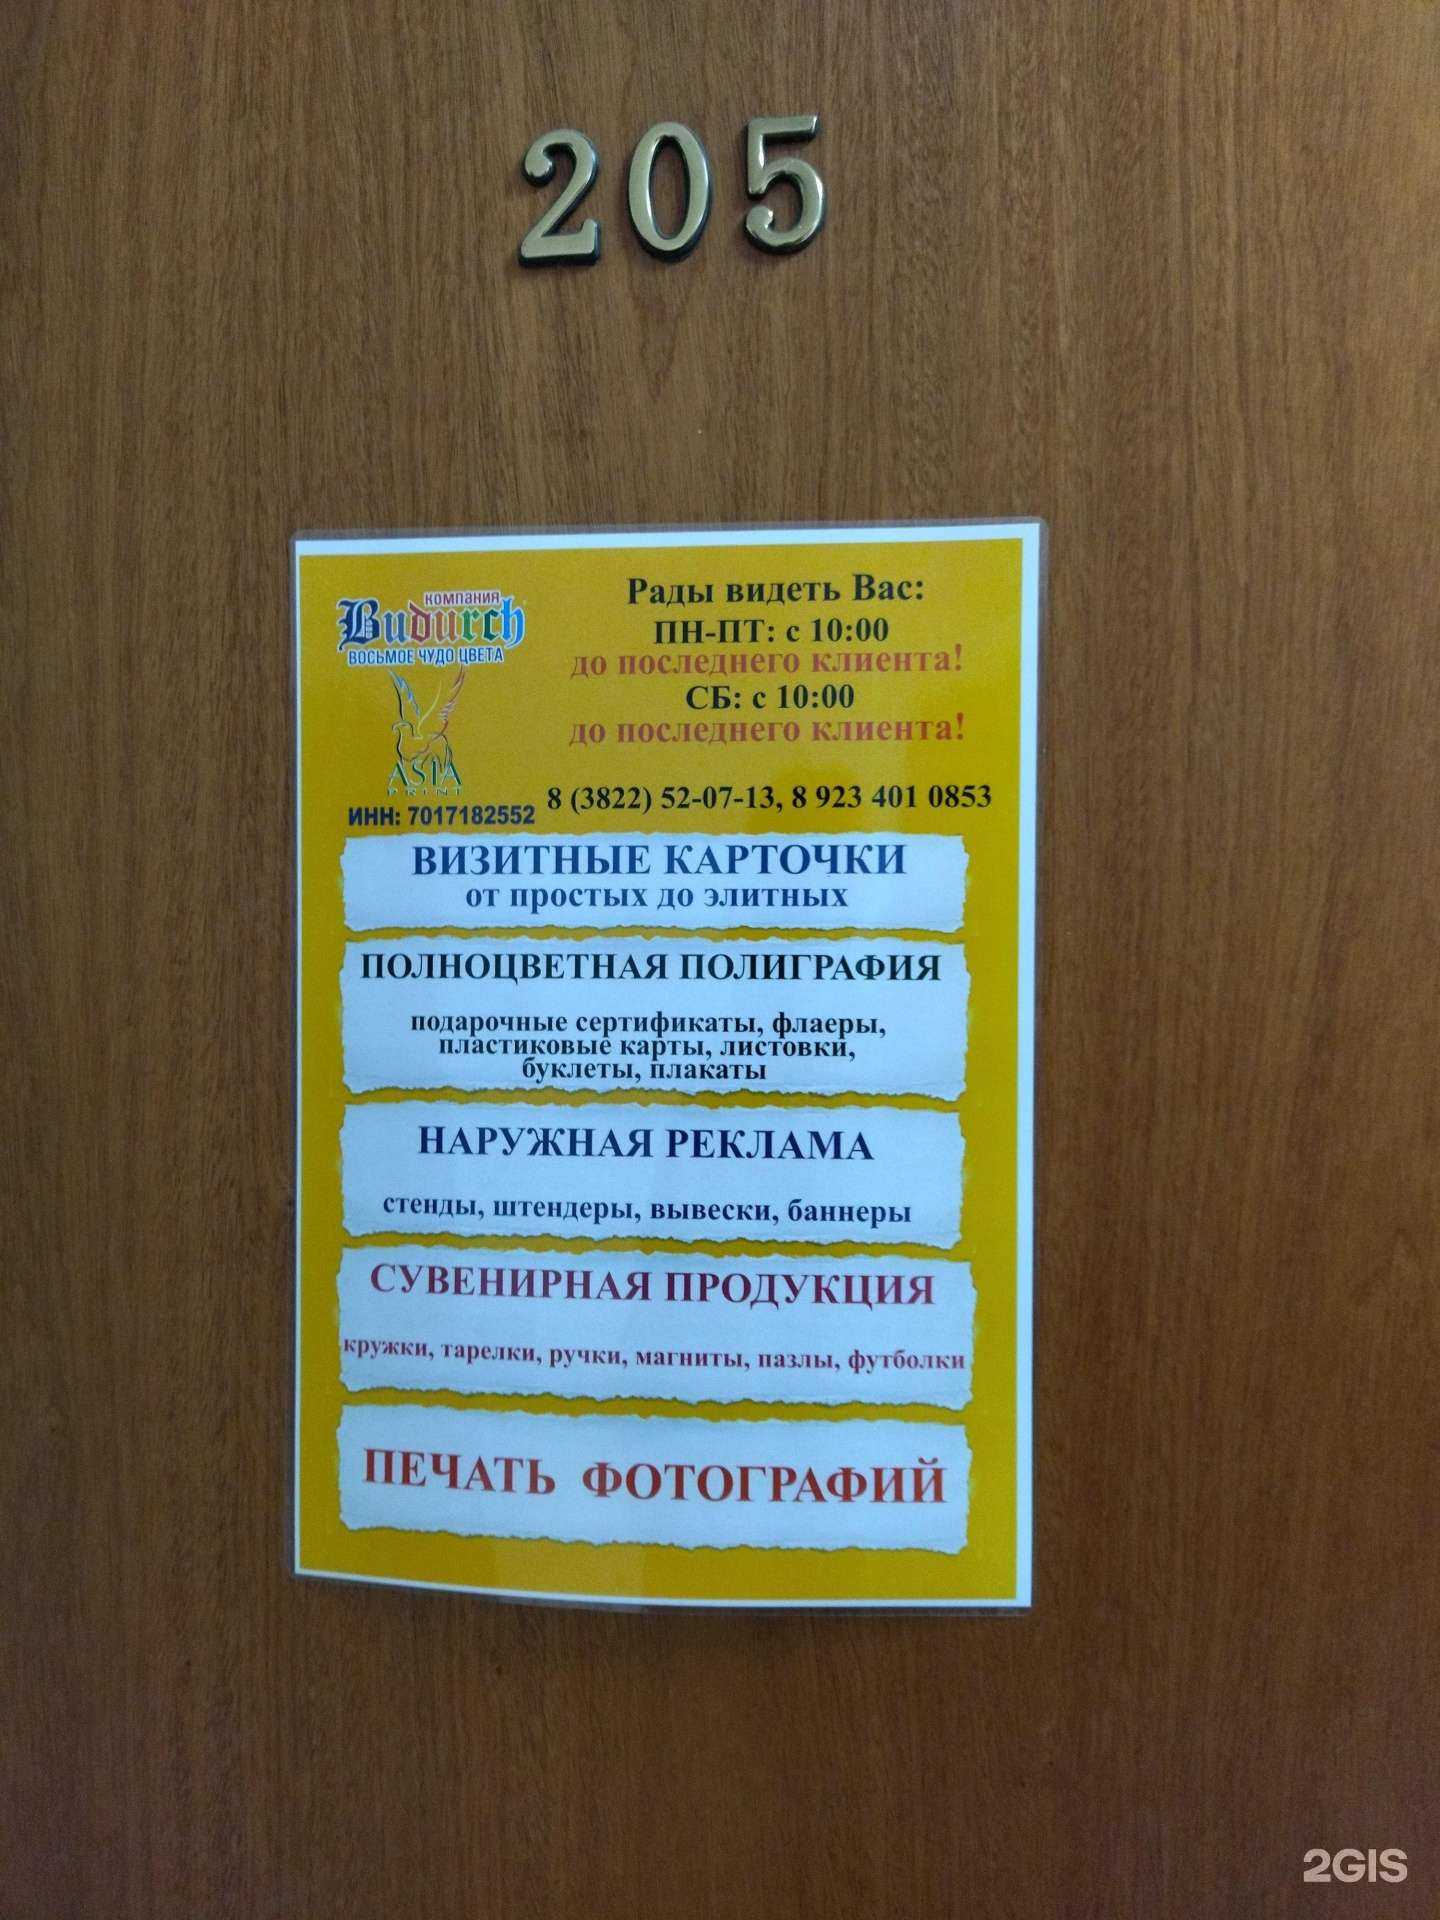 205
КОМПАНИЯ
Budurch
ВОСЬМОЕ ЧУДО ЦВЕТА
ASIA
PRINT
ИНН: 7017182552
Рады видеть Вас:
ПН-ПТ: с 10:00
до последнего клиента!
СБ: с 10:00
до последнего клиента!
8 (3822) 52-07-13, 8 923 401 0853
ВИЗИТНЫЕ КАРТОЧКИ
от простых до элитных
ПОЛНОЦВЕТНАЯ ПОЛИГРАФИЯ
подарочные сертификаты, флаеры,
пластиковые карты, листовки,
буклеты, плакаты
НАРУЖНАЯ РЕКЛАМА
стенды, штендеры, вывески, баннеры
СУВЕНИРНАЯ ПРОДУКЦИЯ
кружки, тарелки, ручки, магниты, пазлы, футболки
ПЕЧАТЬ ФОТОГРАФИЙ
2GIS